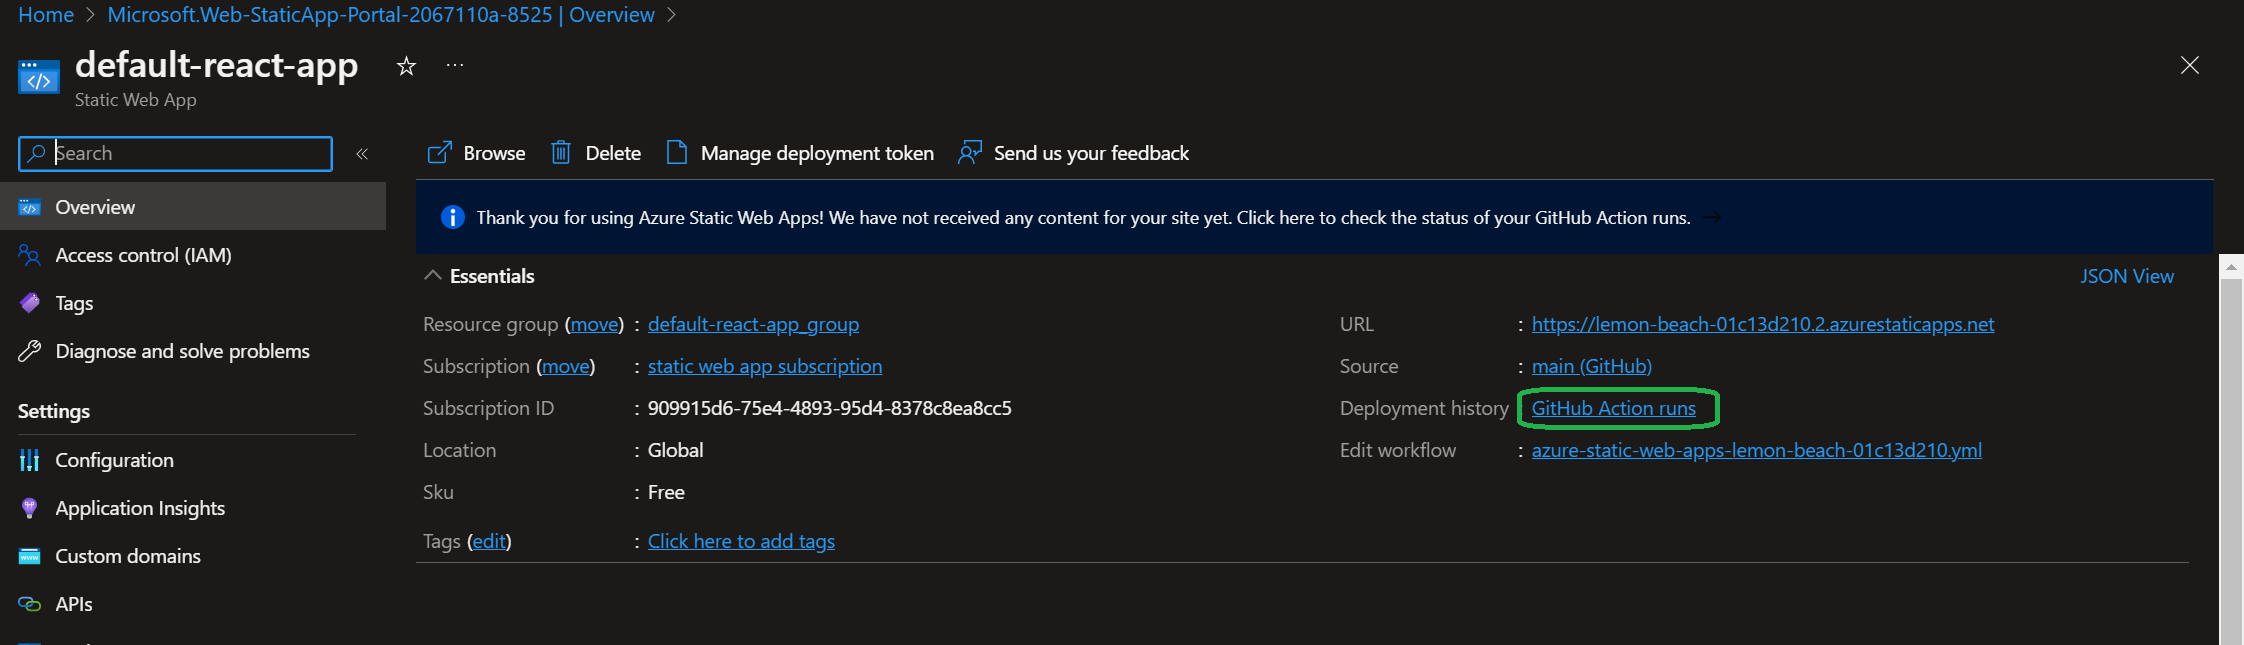 Home > Microsoft.Web-StaticApp-Portal-2067110a-8525 | Overview >
default-react-app ☆ ...
Static Web App
Search «
Browse Delete Manage deployment token Send us your feedback
Thank you for using Azure Static Web Apps! We have not received any content for your site yet. Click here to check the status of your GitHub Action runs. →
Overview
Access control (IAM)
Tags
Diagnose and solve problems
Settings
Configuration
Application Insights
Custom domains
APIs
Essentials JSON View
Resource group (move) : default-react-app_group
Subscription (move) : static web app subscription
Subscription ID : 909915d6-75e4-4893-95d4-8378c8ea8cc5
Location : Global
Sku : Free
Tags (edit) : Click here to add tags
URL : https://lemon-beach-01c13d210.2.azurestaticapps.net
Source : main (GitHub)
Deployment history : GitHub Action runs
Edit workflow : azure-static-web-apps-lemon-beach-01c13d210.yml